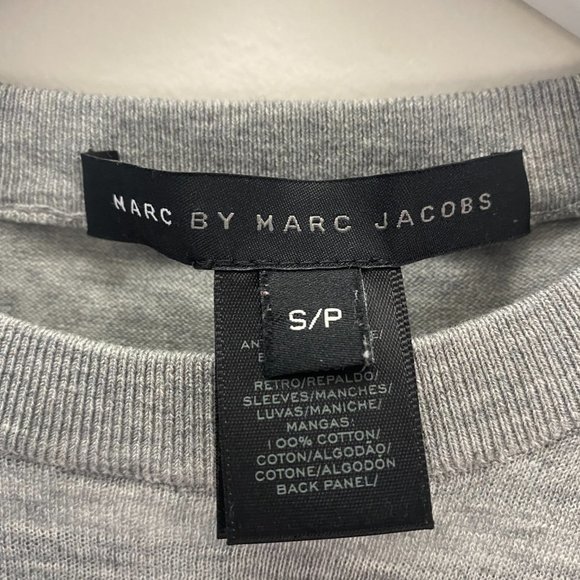 MARC BY MARC JACOBS
S/P
RETRO/REPALDO/
SLEEVES/MANCHES/
LUVAS/MANICHE/
MANGAS:
100% COTTON/
COTON/ALGODÃO/
COTONE/ALGODÓN
BACK PANEL/